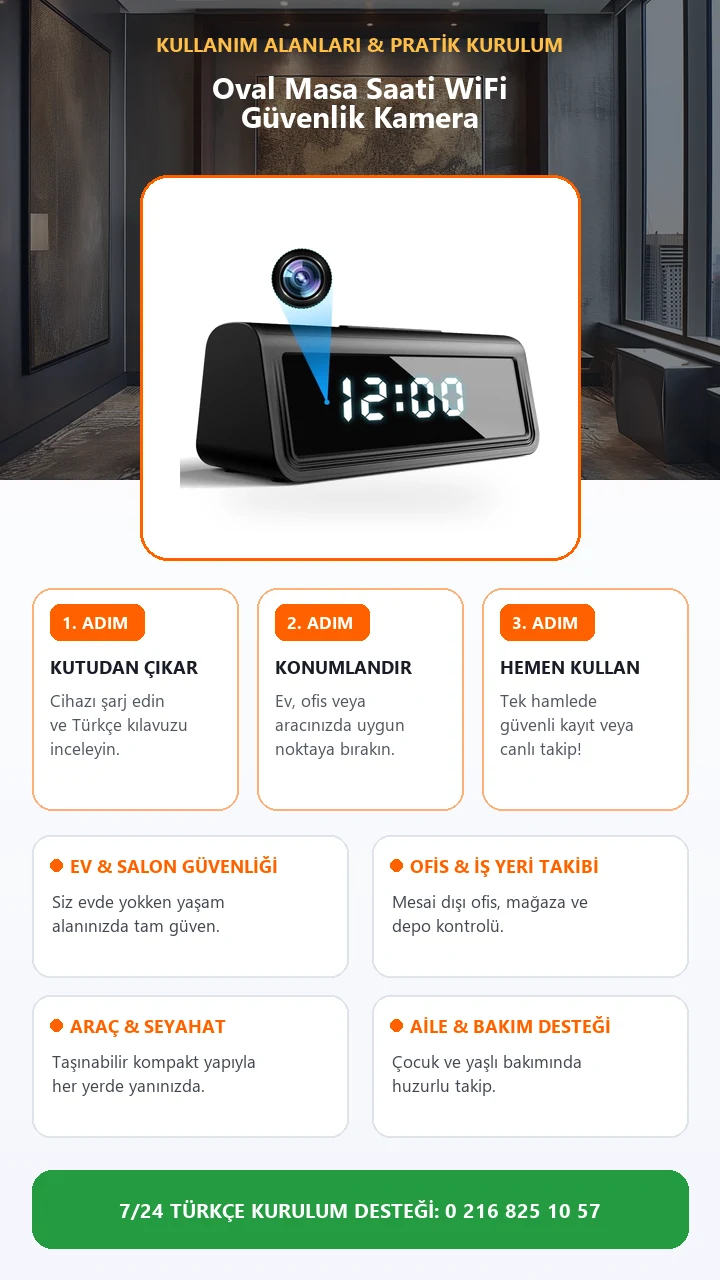 KULLANIM ALANLARI & PRATİK KURULUM
Oval Masa Saati WiFi
Güvenlik Kamera
12:00
1. ADIM
KUTUDAN ÇIKAR
Cihazı şarj edin
ve Türkçe kılavuzu
inceleyin.
2. ADIM
KONUMLANDIR
Ev, ofis veya
aracınızda uygun
noktaya bırakın.
3. ADIM
HEMEN KULLAN
Tek hamlede
güvenli kayıt veya
canlı takip!
EV & SALON GÜVENLİĞİ
Siz evde yokken yaşam
alanınızda tam güven.
OFİS & İŞ YERİ TAKİBİ
Mesai dışı ofis, mağaza ve
depo kontrolü.
ARAÇ & SEYAHAT
Taşınabilir kompakt yapıyla
her yerde yanınızda.
AİLE & BAKIM DESTEĞİ
Çocuk ve yaşlı bakımında
huzurlu takip.
7/24 TÜRKÇE KURULUM DESTEĞİ: 0 216 825 10 57